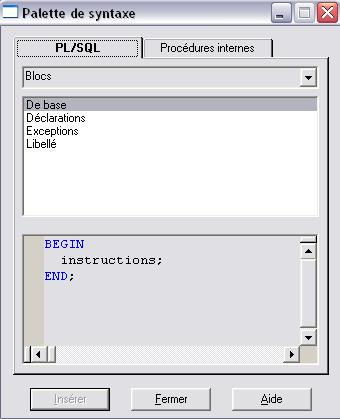 Palette de syntaxe
PL/SQL
Procédures internes
Blocs
De base
Déclarations
Exceptions
Libellé
BEGIN
instructions;
END;
Insérer
Fermer
Aide